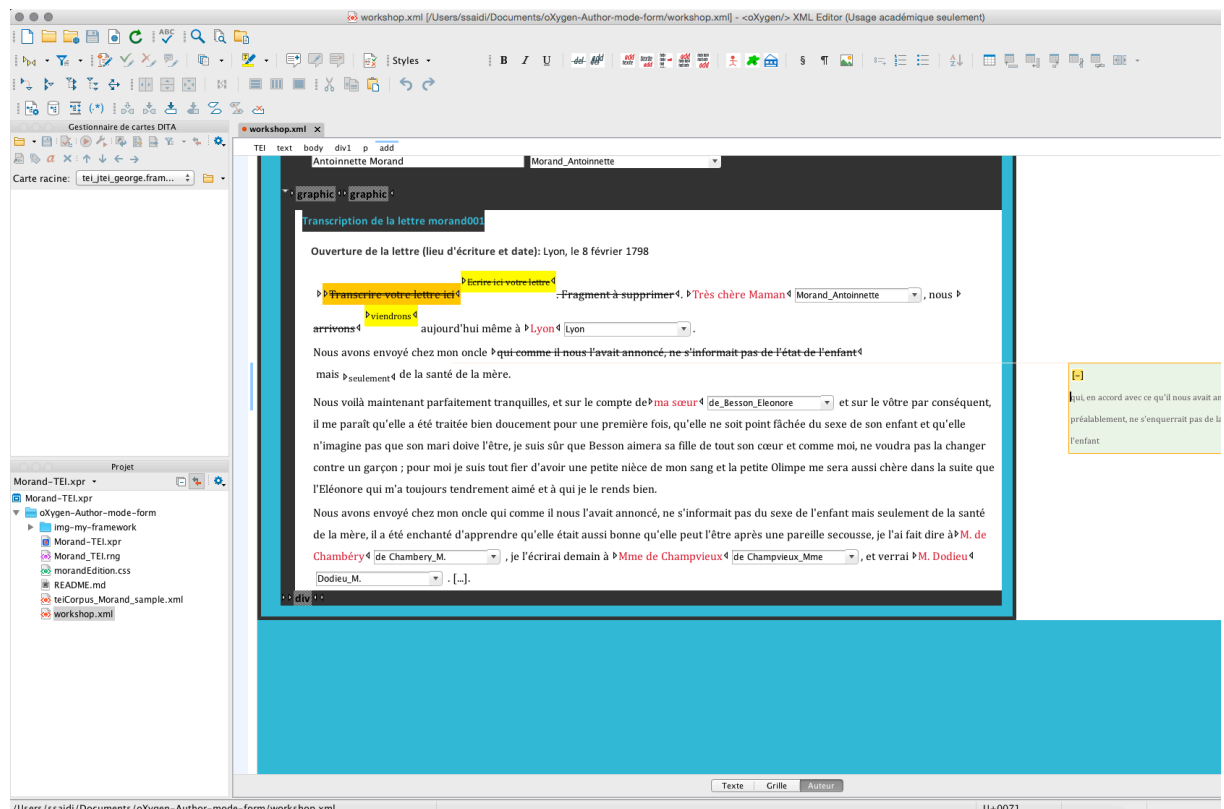 workshop.xml [/Users/ssaidi/Documents/oXygen-Author-mode-form/workshop.xml] - <oXygen/> XML Editor (Usage académique seulement)
Styles
B I U
Gestionnaire de cartes DITA
workshop.xml
TEI text body div1 p add
Carte racine: tei_jtei_george.fram...
Antoinnette Morand Morand_Antoinnette
graphic graphic
Transcription de la lettre morand001
Ouverture de la lettre (lieu d'écriture et date): Lyon, le 8 février 1798
Ecrire ici votre lettre
Transcrire votre lettre ici . Fragment à supprimer . Très chère Maman Morand_Antoinnette , nous
viendrons
arrivons aujourd'hui même à Lyon Lyon .
Nous avons envoyé chez mon oncle qui comme il nous l'avait annoncé, ne s'informait pas de l'état de l'enfant
mais seulement de la santé de la mère.
[–]
qui, en accord avec ce qu'il nous avait an
préalablement, ne s'enquerrait pas de la
l'enfant
Nous voilà maintenant parfaitement tranquilles, et sur le compte de ma sœur de_Besson_Eleonore et sur le vôtre par conséquent,
il me paraît qu'elle a été traitée bien doucement pour une première fois, qu'elle ne soit point fâchée du sexe de son enfant et qu'elle
n'imagine pas que son mari doive l'être, je suis sûr que Besson aimera sa fille de tout son cœur et comme moi, ne voudra pas la changer
contre un garçon ; pour moi je suis tout fier d'avoir une petite nièce de mon sang et la petite Olimpe me sera aussi chère dans la suite que
l'Eléonore qui m'a toujours tendrement aimé et à qui je le rends bien.
Nous avons envoyé chez mon oncle qui comme il nous l'avait annoncé, ne s'informait pas du sexe de l'enfant mais seulement de la santé
de la mère, il a été enchanté d'apprendre qu'elle était aussi bonne qu'elle peut l'être après une pareille secousse, je l'ai fait dire à M. de
Chambéry de Chambery_M. , je l'écrirai demain à Mme de Champvieux de Champvieux_Mme , et verrai M. Dodieu
Dodieu_M. . [...].
div
Projet
Morand-TEI.xpr
Morand-TEI.xpr
oXygen-Author-mode-form
img-my-framework
Morand-TEI.xpr
Morand_TEI.rng
morandEdition.css
README.md
teiCorpus_Morand_sample.xml
workshop.xml
Texte Grille Auteur
/Users/ssaidi/Documents/oXygen-Author-mode-form/workshop.xml U+0071